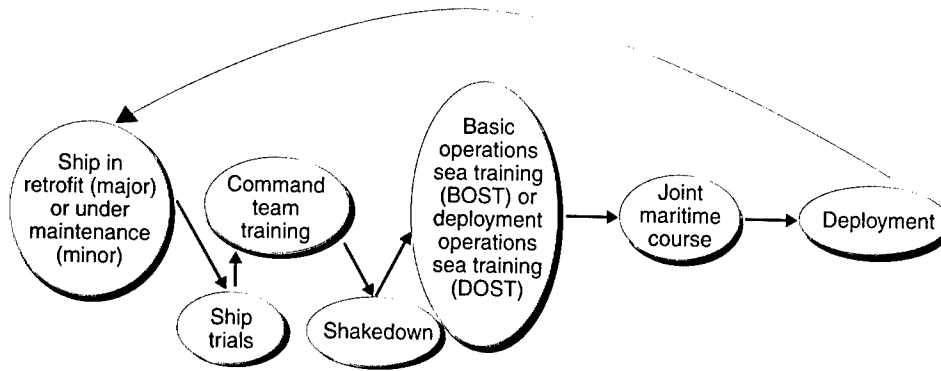 Ship in
retrofit (major)
or under
maintenance
(minor)
Ship
trials
Command
team
training
Shakedown
Basic
operations
sea training
(BOST) or
deployment
operations
sea training
(DOST)
Joint
maritime
course
Deployment